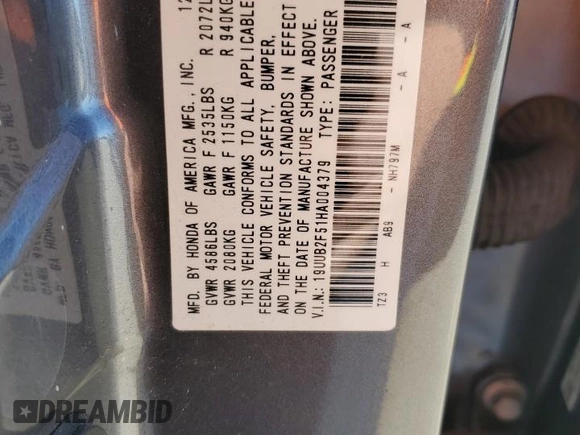 MFD. BY HONDA OF AMERICA MFG., INC. 12
GVWR 4586LBS GAWR F 2535LBS R 2072L
GVWR 2080KG GAWR F 1150KG R 940KG
THIS VEHICLE CONFORMS TO ALL APPLICABLE
FEDERAL MOTOR VEHICLE SAFETY, BUMPER,
AND THEFT PREVENTION STANDARDS IN EFFECT
ON THE DATE OF MANUFACTURE SHOWN ABOVE.
V.I.N.: 19UUB2F51HA004379 TYPE: PASSENGER
TZ3 H AB9 - NH797M - A - A
DREAMBID